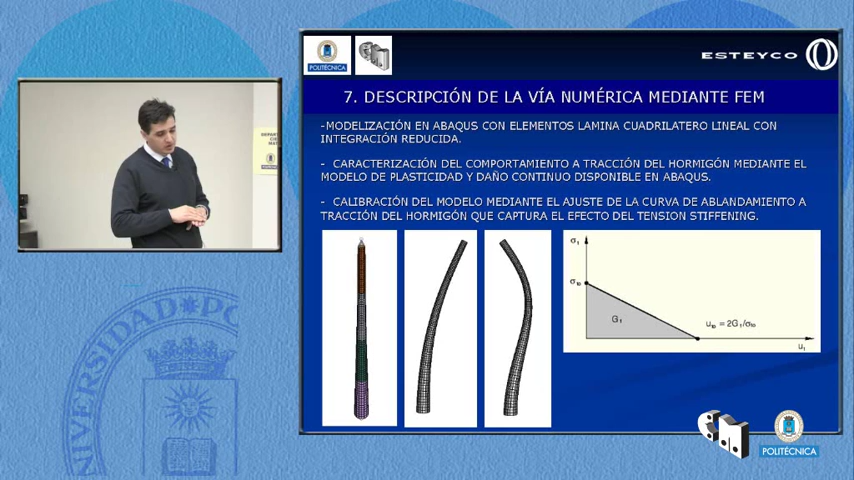 POLITÉCNICA
ESTEYCO
7. DESCRIPCIÓN DE LA VÍA NUMÉRICA MEDIANTE FEM
-MODELIZACIÓN EN ABAQUS CON ELEMENTOS LAMINA CUADRILATERO LINEAL CON
INTEGRACIÓN REDUCIDA.
- CARACTERIZACIÓN DEL COMPORTAMIENTO A TRACCIÓN DEL HORMIGÓN MEDIANTE EL
MODELO DE PLASTICIDAD Y DAÑO CONTINUO DISPONIBLE EN ABAQUS.
- CALIBRACIÓN DEL MODELO MEDIANTE EL AJUSTE DE LA CURVA DE ABLANDAMIENTO A
TRACCIÓN DEL HORMIGÓN QUE CAPTURA EL EFECTO DEL TENSION STIFFENING.
σt
σt0
Gf
ut0 = 2Gf/σt0
ut
POLITÉCNICA